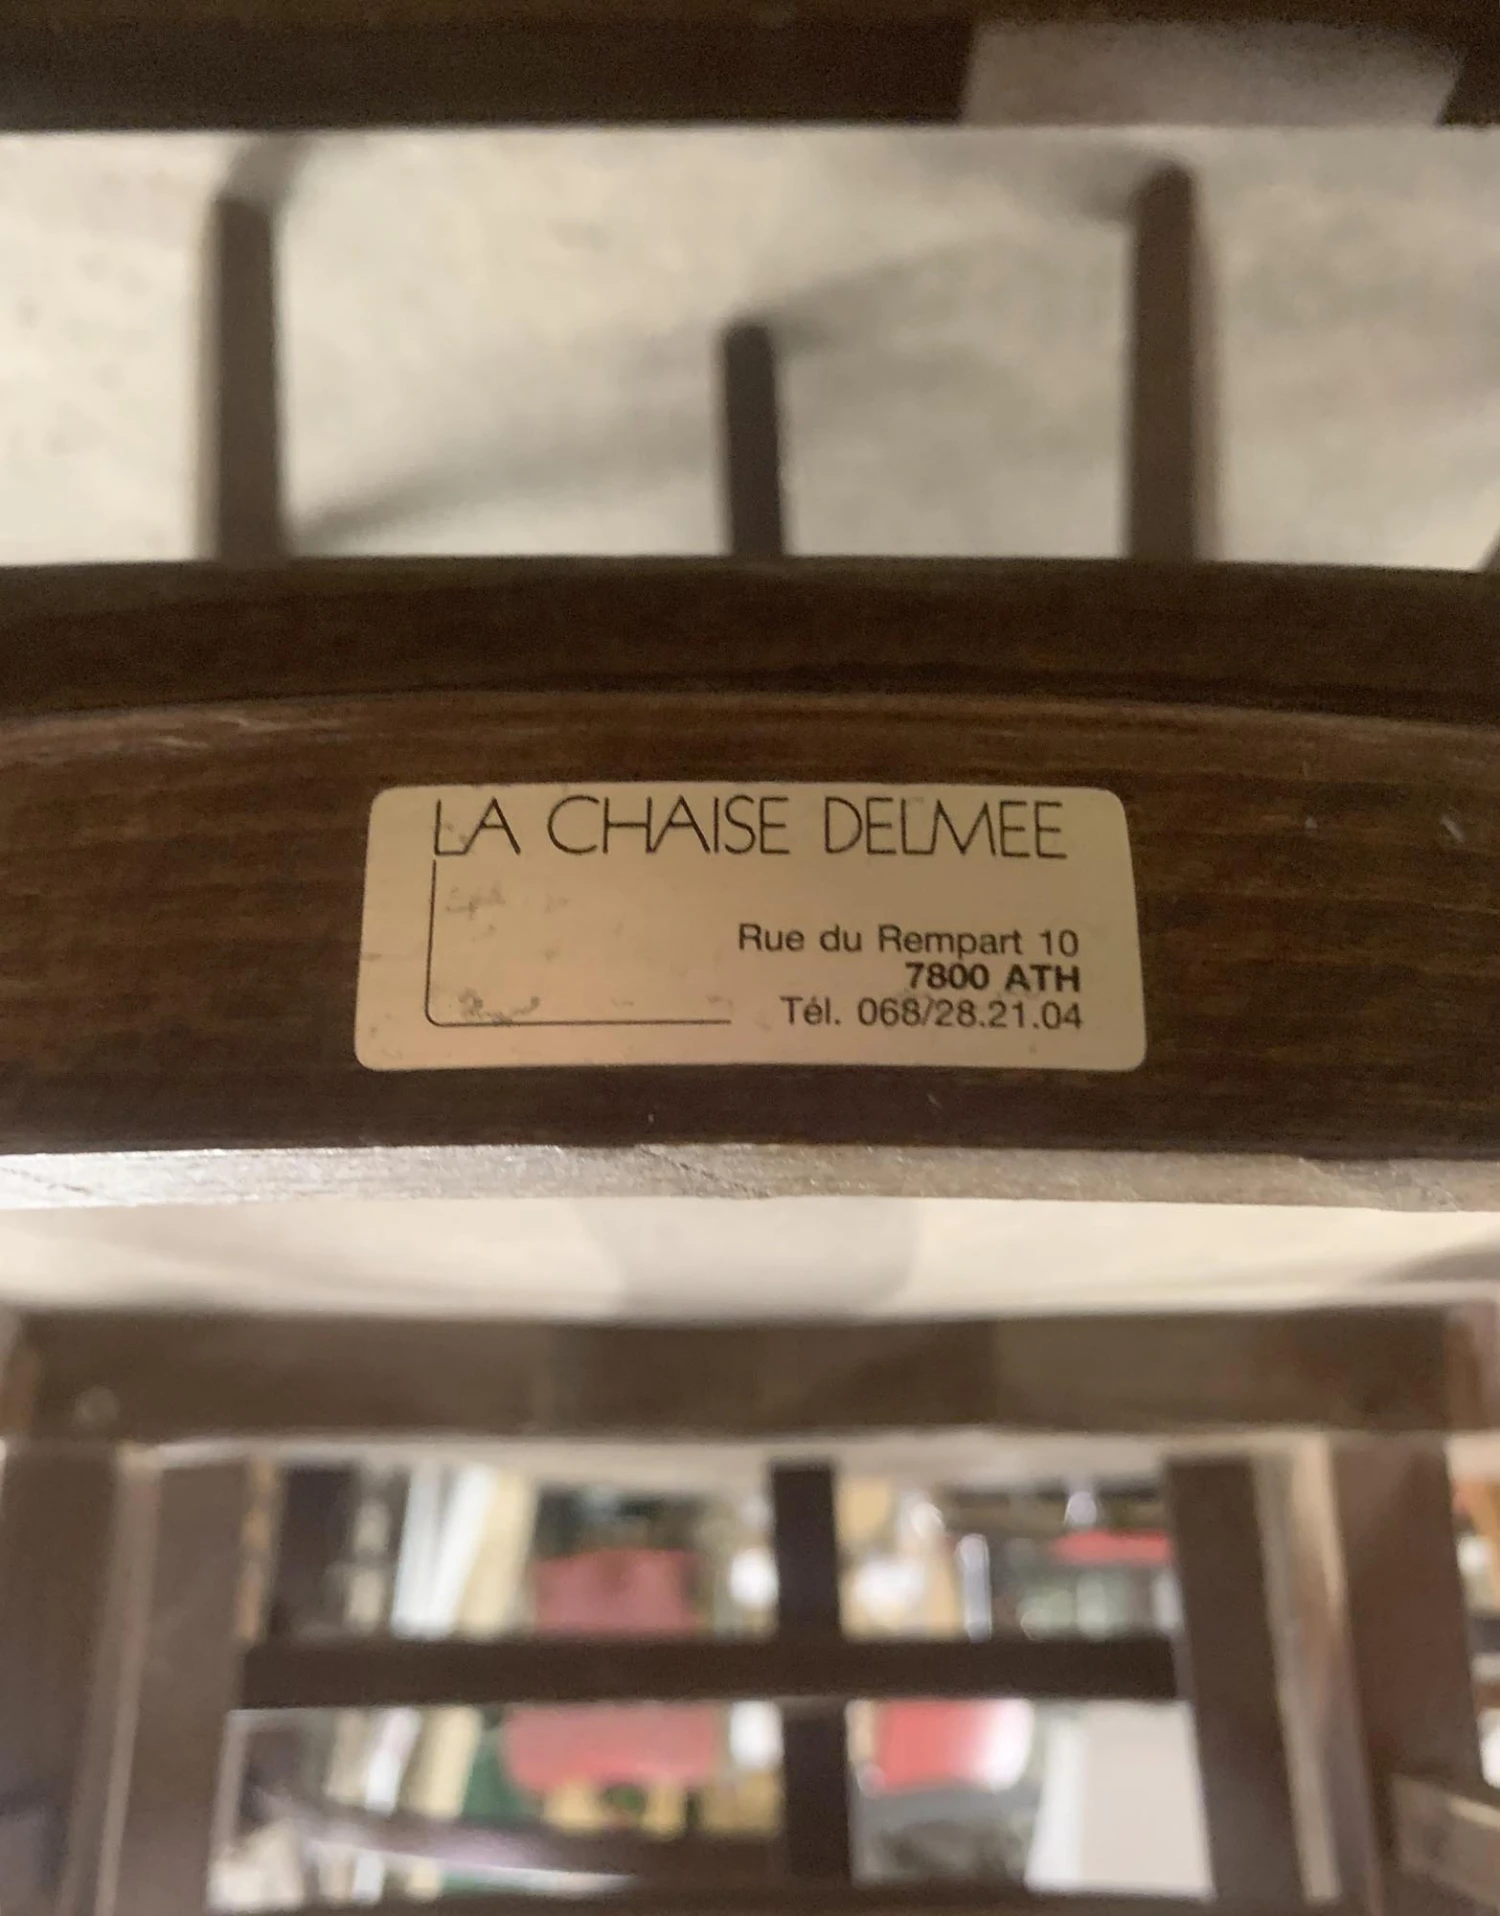 LA CHAISE DELMEE
Rue du Rempart 10
7800 ATH
Tél. 068/28.21.04